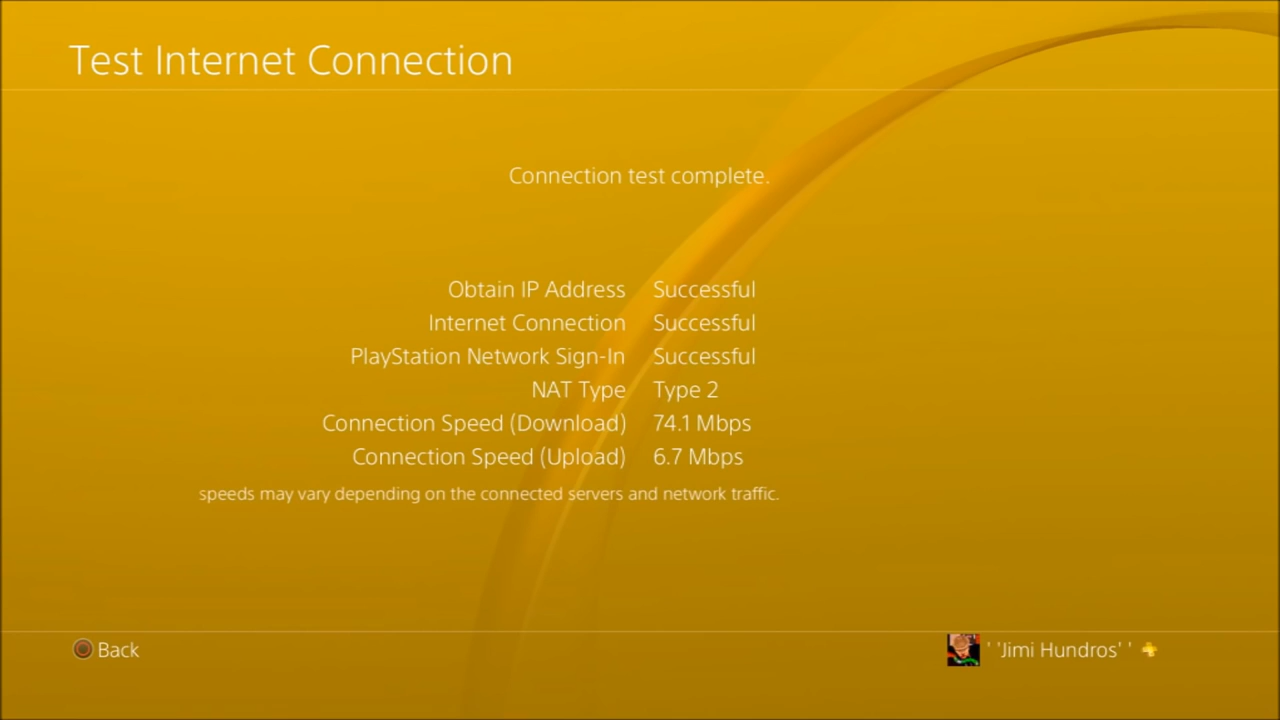 Test Internet Connection
Connection test complete.
Obtain IP Address Successful
Internet Connection Successful
PlayStation Network Sign-In Successful
NAT Type Type 2
Connection Speed (Download) 74.1 Mbps
Connection Speed (Upload) 6.7 Mbps
speeds may vary depending on the connected servers and network traffic.
Back
' 'Jimi Hundros' '